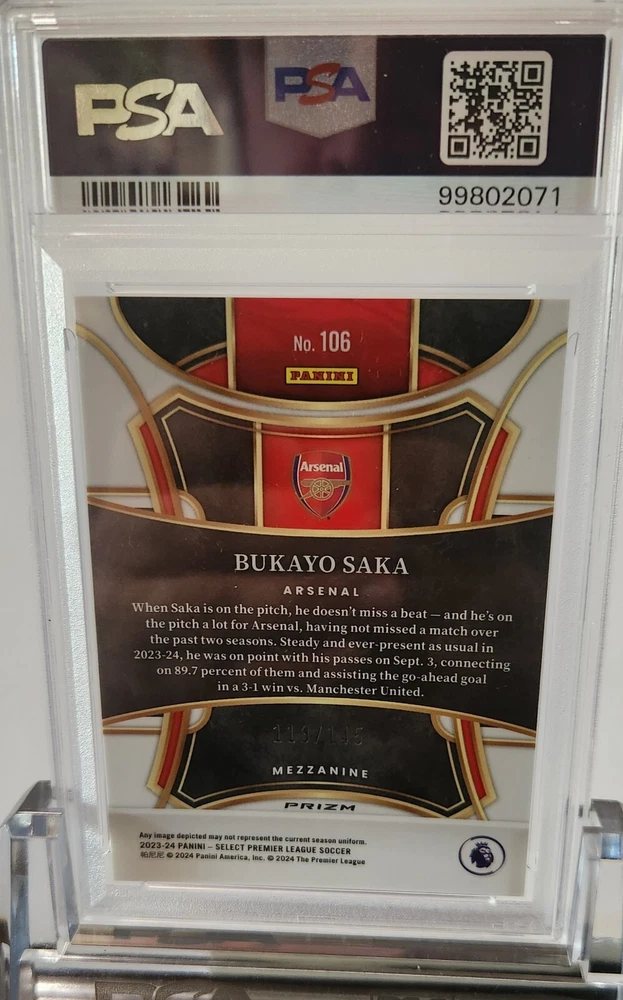 PSA
PSA
99802071
No. 106
PANINI
Arsenal
BUKAYO SAKA
ARSENAL
When Saka is on the pitch, he doesn't miss a beat — and he's on
the pitch a lot for Arsenal, having not missed a match over
the past two seasons. Steady and ever-present as usual in
2023-24, he was on point with his passes on Sept. 3, connecting
on 89.7 percent of them and assisting the go-ahead goal
in a 3-1 win vs. Manchester United.
MEZZANINE
PRIZM
Any image depicted may not represent the current season uniform.
2023-24 PANINI – SELECT PREMIER LEAGUE SOCCER
帕尼尼 © 2024 Panini America, Inc. © 2024 The Premier League